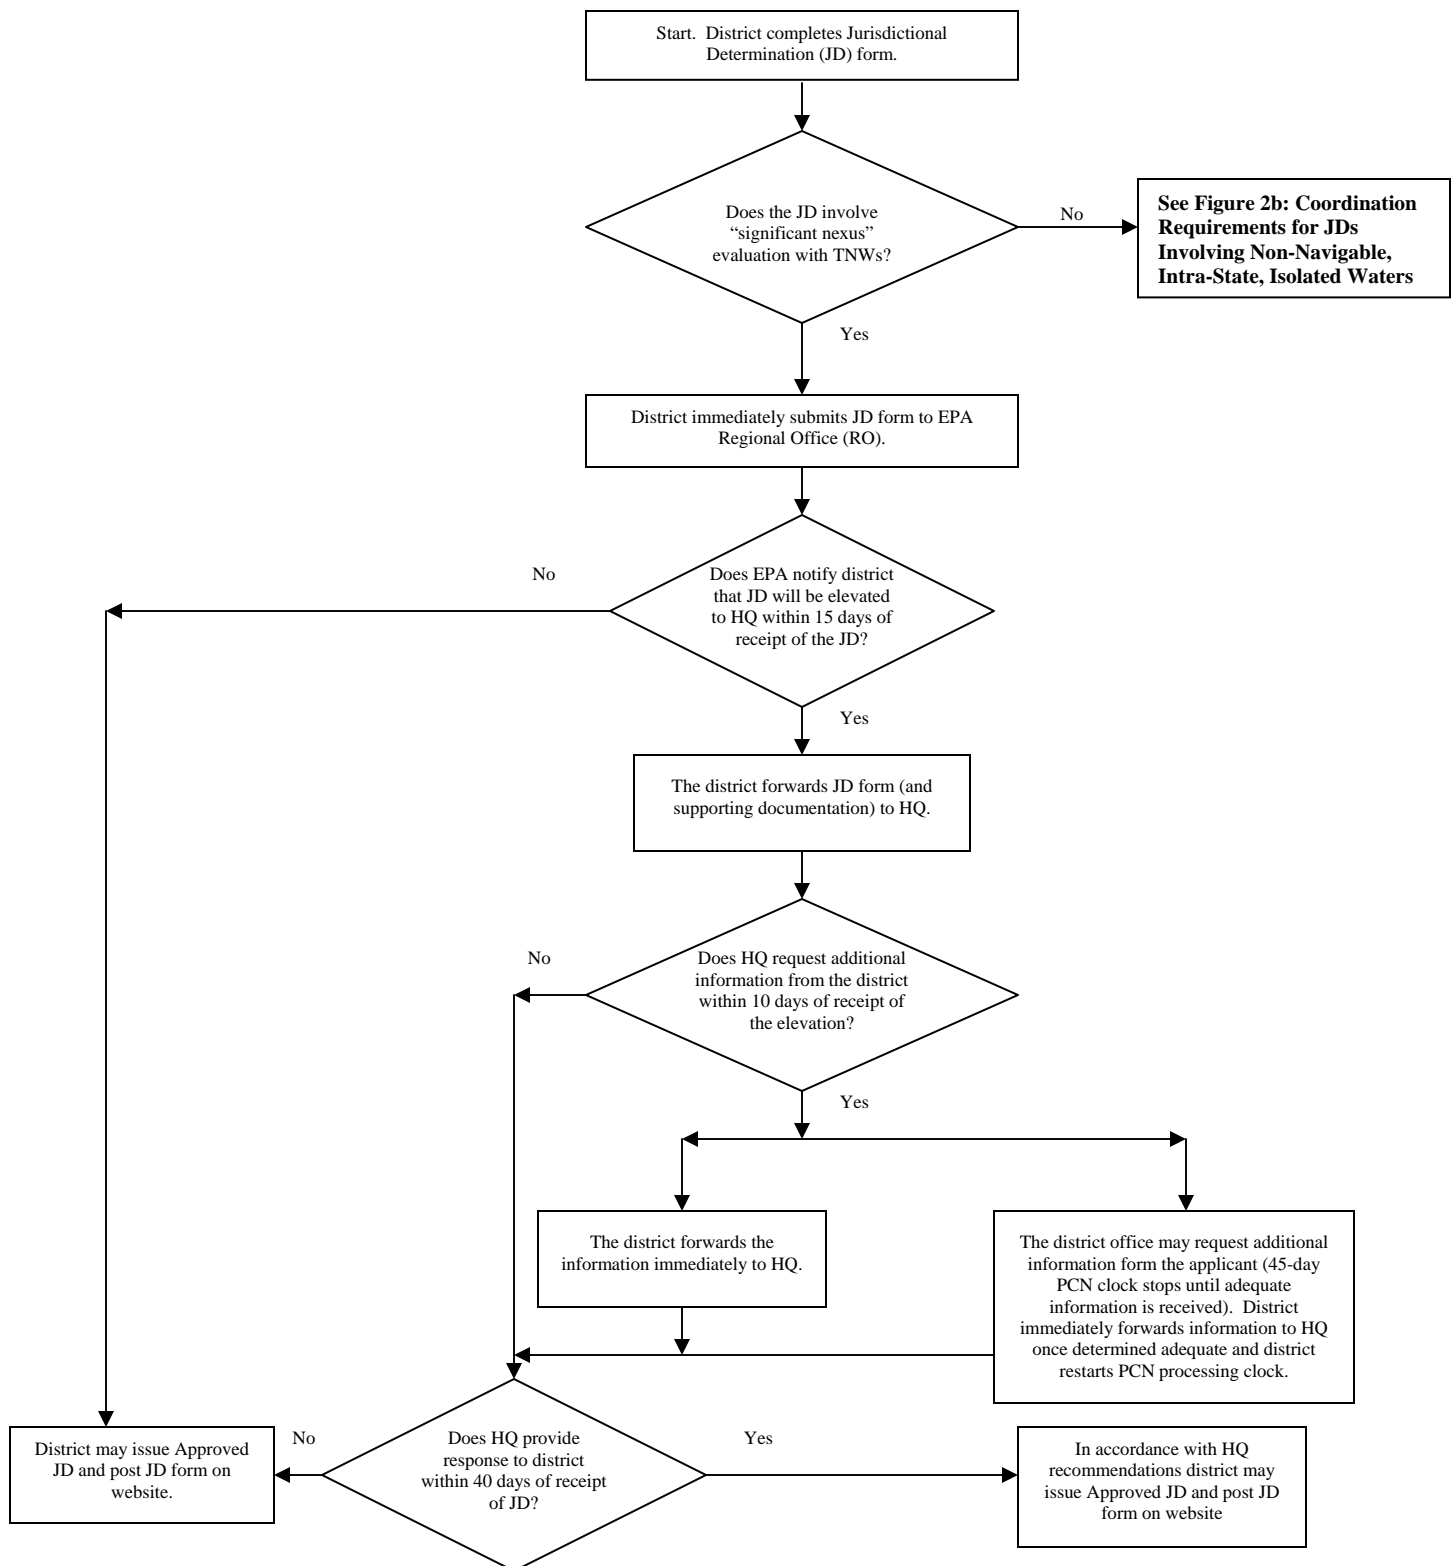 Start.  District completes Jurisdictional
Determination (JD) form.
Does the JD involve
“significant nexus”
evaluation with TNWs?
No
See Figure 2b: Coordination
Requirements for JDs
Involving Non-Navigable,
Intra-State, Isolated Waters
Yes
District immediately submits JD form to EPA
Regional Office (RO).
No
Does EPA notify district
that JD will be elevated
to HQ within 15 days of
receipt of the JD?
Yes
The district forwards JD form (and
supporting documentation) to HQ.
No
Does HQ request additional
information from the district
within 10 days of receipt of
the elevation?
Yes
The district forwards the
information immediately to HQ.
The district office may request additional
information form the applicant (45-day
PCN clock stops until adequate
information is received).  District
immediately forwards information to HQ
once determined adequate and district
restarts PCN processing clock.
District may issue Approved
JD and post JD form on
website.
No
Does HQ provide
response to district
within 40 days of receipt
of JD?
Yes
In accordance with HQ
recommendations district may
issue Approved JD and post JD
form on website